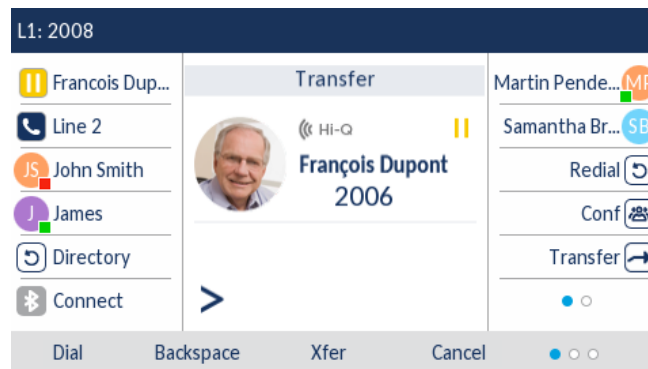 L1: 2008
Francois Dup...
Line 2
JS John Smith
J James
Directory
Connect
Transfer
Hi-Q
François Dupont
2006
>
Martin Pende... MP
Samantha Br... SB
Redial
Conf
Transfer
Dial Backspace Xfer Cancel